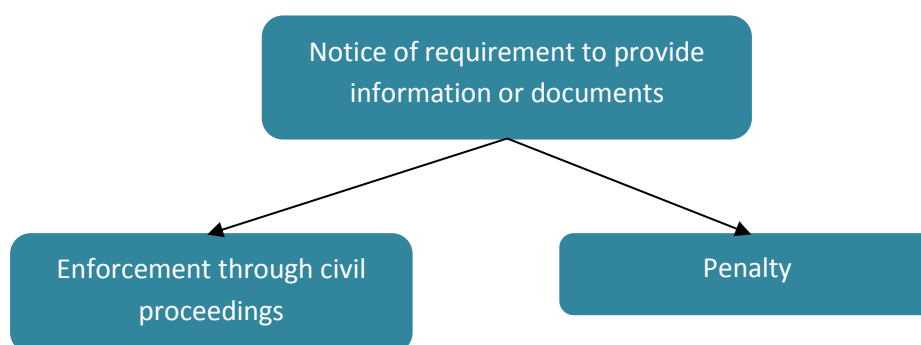 Notice of requirement to provide
information or documents
Enforcement through civil
proceedings
Penalty